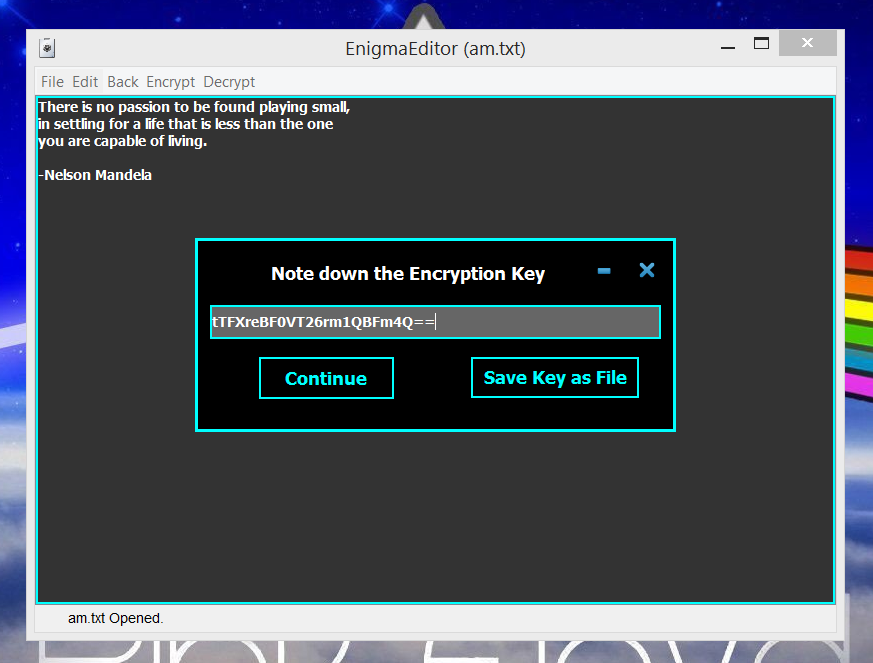 EnigmaEditor (am.txt)
File Edit Back Encrypt Decrypt
There is no passion to be found playing small,
in settling for a life that is less than the one
you are capable of living.
-Nelson Mandela
Note down the Encryption Key
tTFXreBF0VT26rm1QBFm4Q==
Continue
Save Key as File
am.txt Opened.